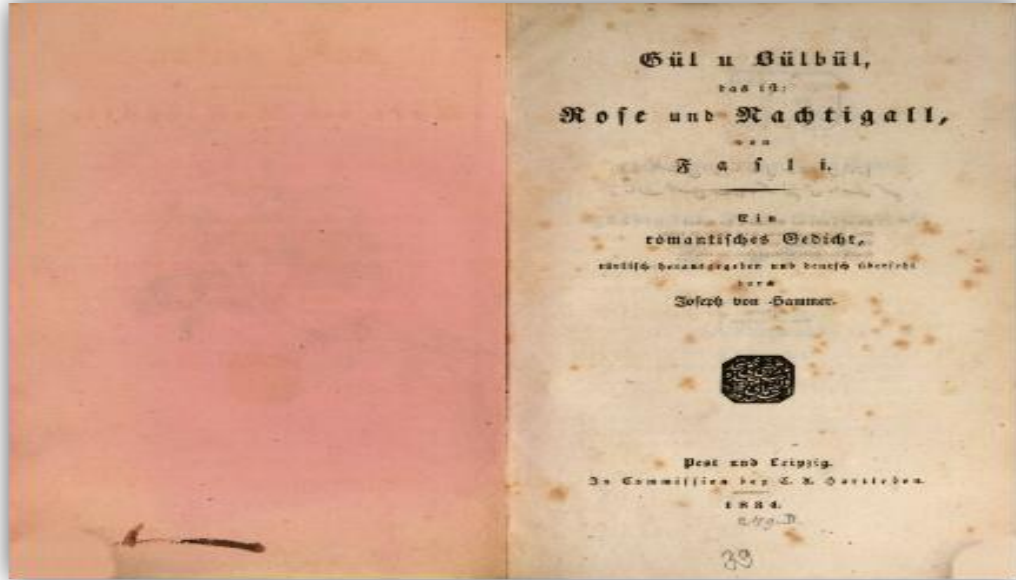 Gül u Bülbül,
das ist:
Rose und Nachtigall,
von
Fasli.
Ein
romantisches Gedicht,
türkisch herausgegeben und deutsch übersetzt
durch
Joseph von Hammer.
Pest und Leipzig.
In Commission bey C. A. Hartleben.
1834.
39